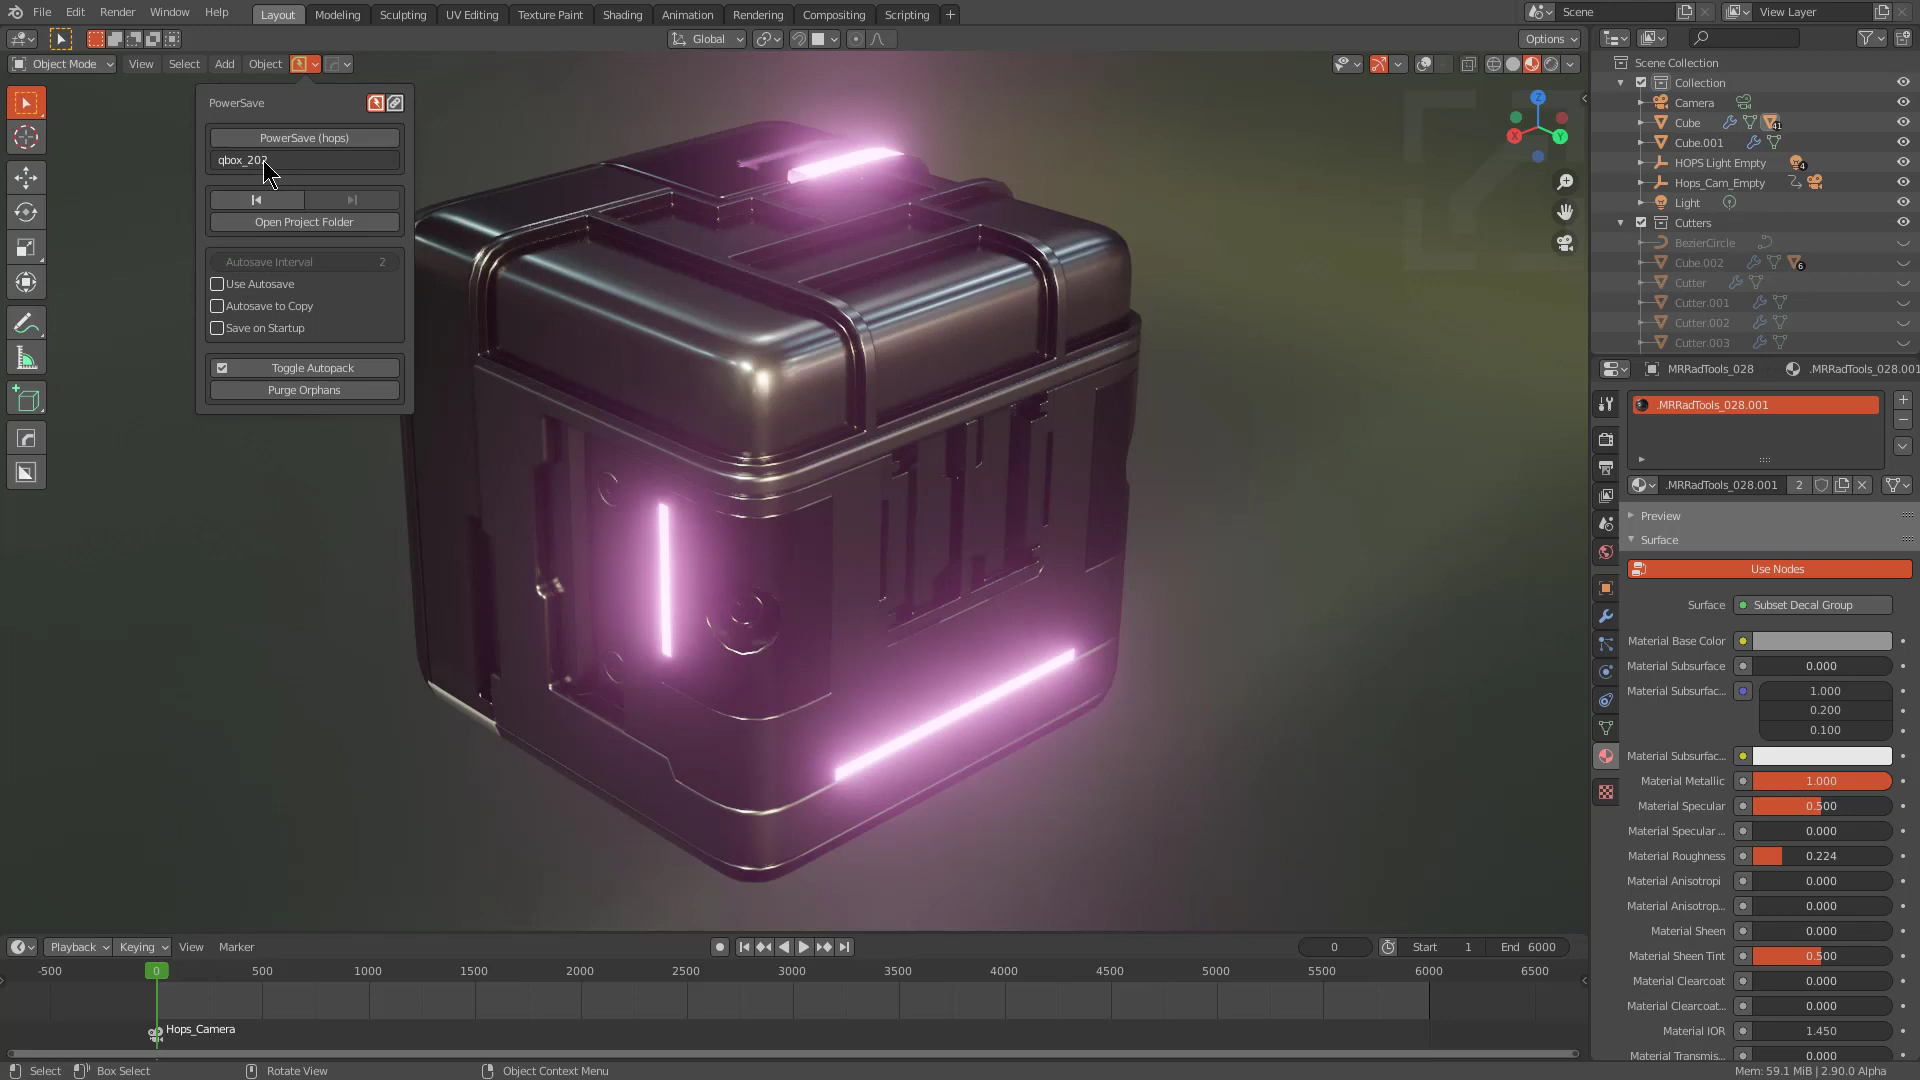 File Edit Render Window Help
Layout Modeling Sculpting UV Editing Texture Paint Shading Animation Rendering Compositing Scripting +
Scene
View Layer
Global
Options
Object Mode View Select Add Object
PowerSave
PowerSave (hops)
Open Project Folder
Autosave Interval 2
Use Autosave
Autosave to Copy
Save on Startup
Toggle Autopack
Purge Orphans
Z
X
Y
Scene Collection
Collection
Camera
Cube 41
Cube.001
HOPS Light Empty 4
Hops_Cam_Empty
Light
Cutters
BezierCircle
Cube.002 6
Cutter
Cutter.001
Cutter.002
Cutter.003
MRRadTools_028
.MRRadTools_028.001
.MRRadTools_028.001
.MRRadTools_028.001 2
Preview
Surface
Use Nodes
Surface Subset Decal Group
Material Base Color
Material Subsurface 0.000
Material Subsurfac... 1.000
0.200
0.100
Material Subsurfac...
Material Metallic 1.000
Material Specular 0.500
Material Specular ... 0.000
Material Roughness 0.224
Material Anisotropi 0.000
Material Anisotrop... 0.000
Material Sheen 0.000
Material Sheen Tint 0.500
Material Clearcoat 0.000
Material Clearcoat... 0.000
Material IOR 1.450
Material Transmis... 0.000
Playback Keying View Marker
0 Start 1 End 6000
-500 0 500 1000 1500 2000 2500 3000 3500 4000 4500 5000 5500 6000 6500
Hops_Camera
Select Box Select Rotate View Object Context Menu
Mem: 59.1 MiB | 2.90.0 Alpha